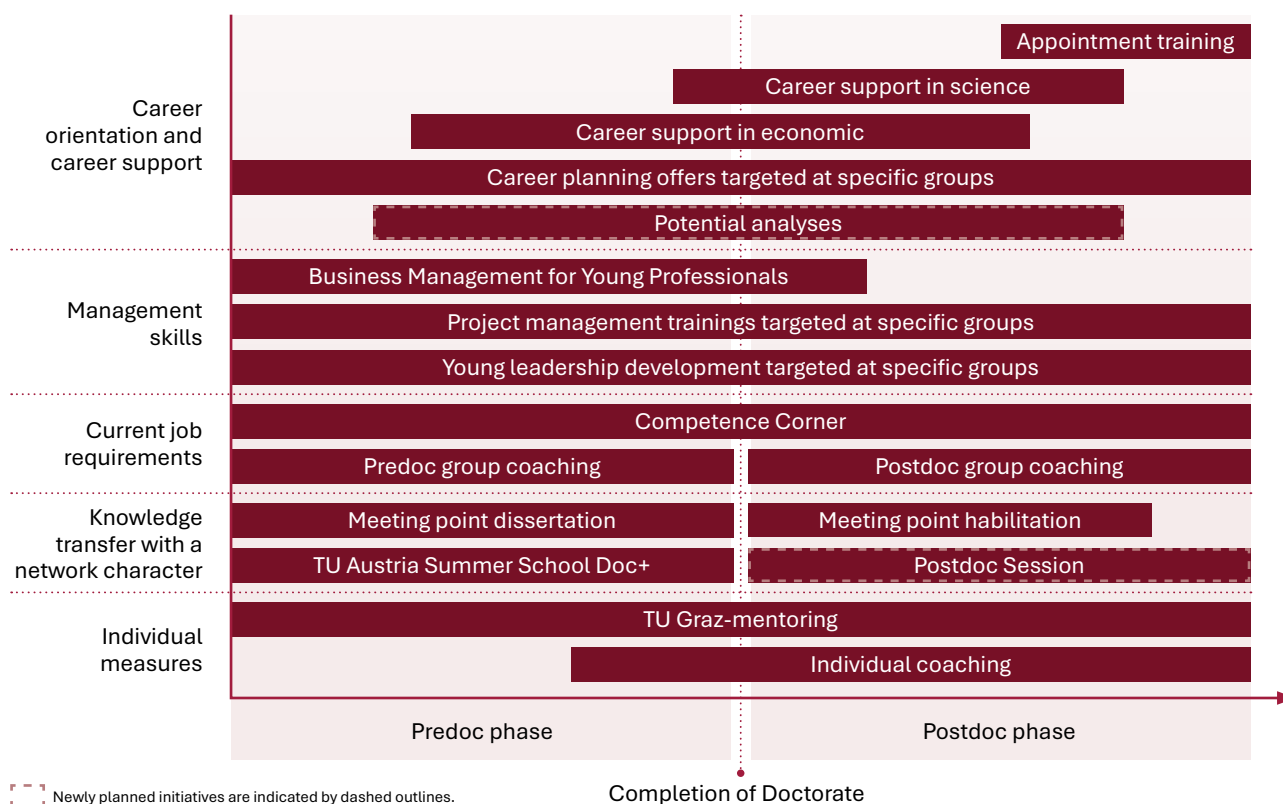 Career
orientation and
career support
Appointment training
Career support in science
Career support in economic
Career planning offers targeted at specific groups
Potential analyses
Management
skills
Business Management for Young Professionals
Project management trainings targeted at specific groups
Young leadership development targeted at specific groups
Current job
requirements
Competence Corner
Predoc group coaching
Postdoc group coaching
Knowledge
transfer with a
network character
Meeting point dissertation
Meeting point habilitation
TU Austria Summer School Doc+
Postdoc Session
Individual
measures
TU Graz-mentoring
Individual coaching
Predoc phase
Postdoc phase
Newly planned initiatives are indicated by dashed outlines.
Completion of Doctorate